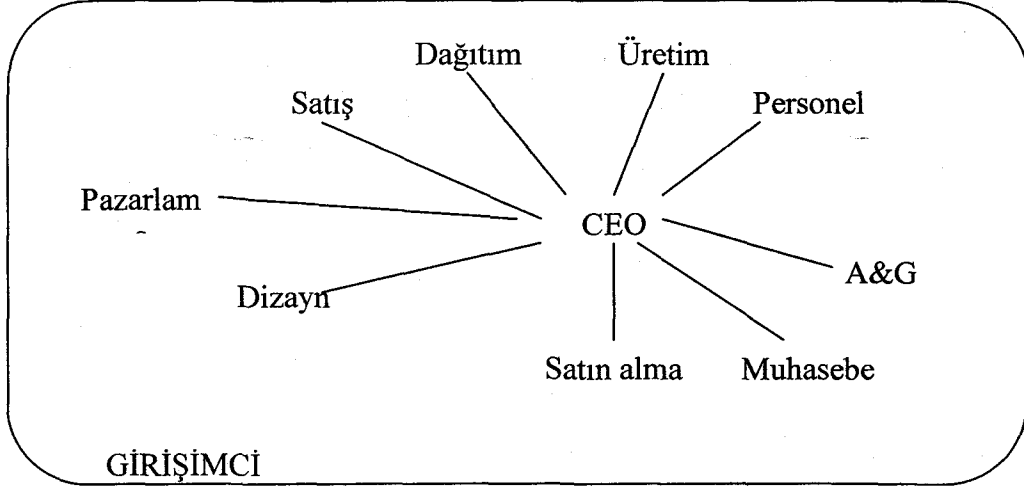 Dağıtım
Üretim
Satış
Personel
Pazarlam
CEO
A&G
Dizayn
Satın alma
Muhasebe
GİRİŞİMCİ